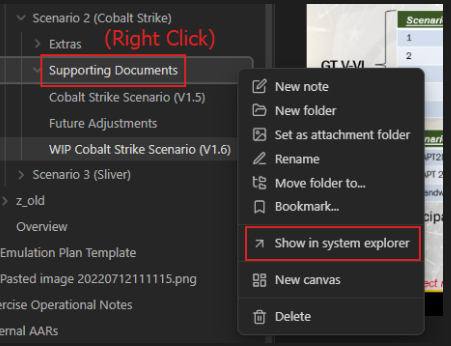 Scenario 2 (Cobalt Strike)
Extras
(Right Click)
Supporting Documents
Cobalt Strike Scenario (V1.5)
Future Adjustments
WIP Cobalt Strike Scenario (V1.6)
Scenario 3 (Sliver)
z_old
Overview
Emulation Plan Template
Pasted image 20220712111115.png
ercise Operational Notes
ernal AARs
New note
New folder
Set as attachment folder
Rename
Move folder to...
Bookmark...
Show in system explorer
New canvas
Delete
Scenario
1
2
GT V-VI